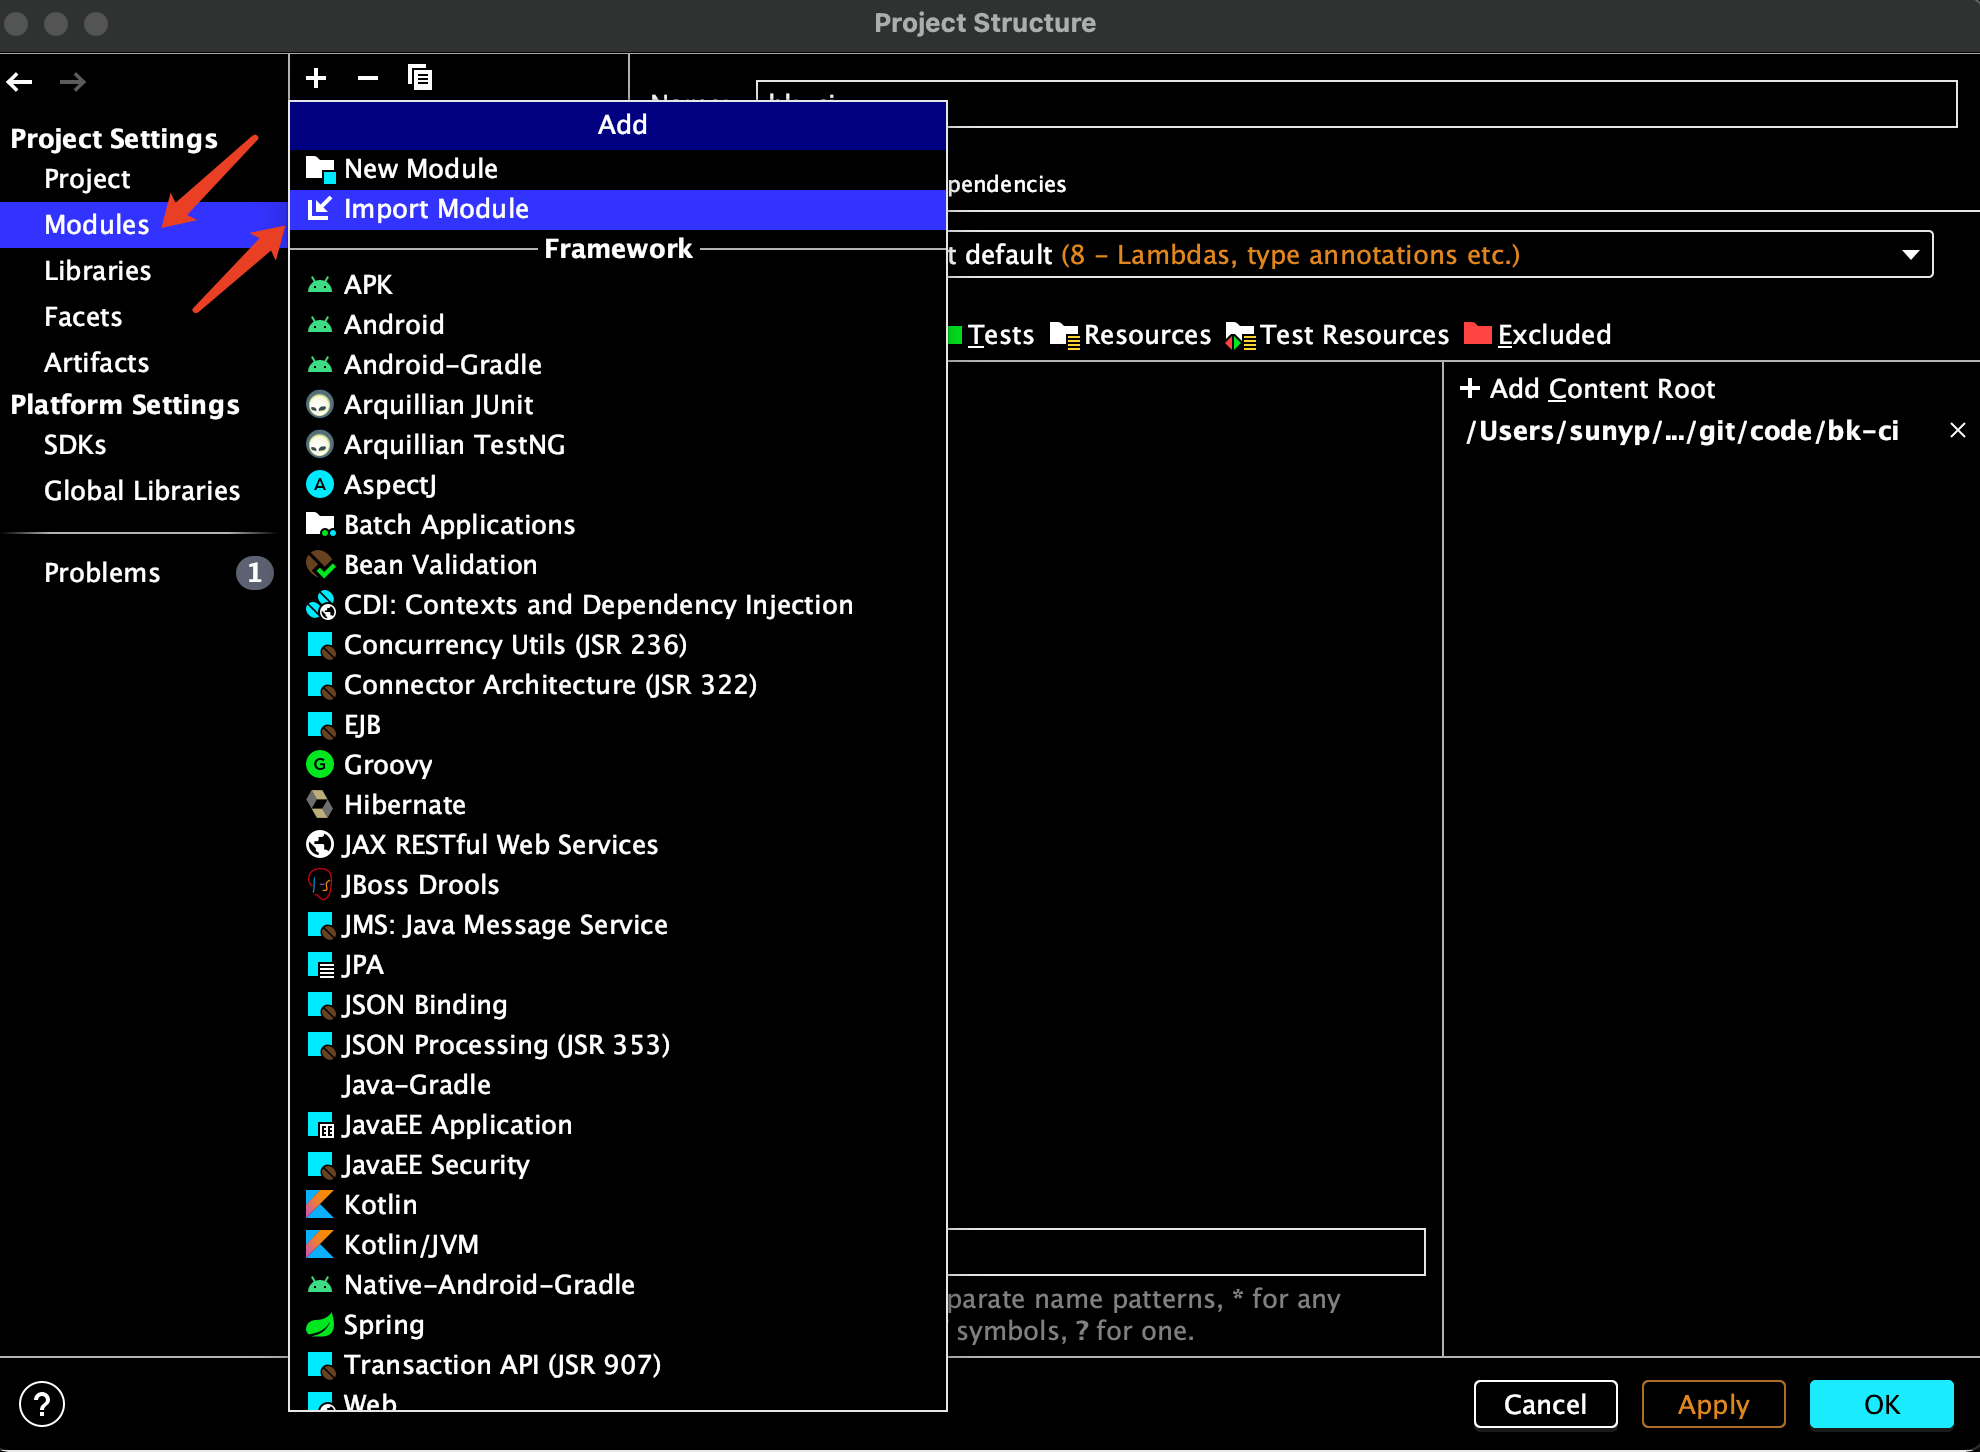 Project Structure
Project Settings
Project
Modules
Libraries
Facets
Artifacts
Platform Settings
SDKs
Global Libraries
Problems
1
Add
New Module
Import Module
Framework
APK
Android
Android-Gradle
Arquillian JUnit
Arquillian TestNG
AspectJ
Batch Applications
Bean Validation
CDI: Contexts and Dependency Injection
Concurrency Utils (JSR 236)
Connector Architecture (JSR 322)
EJB
Groovy
Hibernate
JAX RESTful Web Services
JBoss Drools
JMS: Java Message Service
JPA
JSON Binding
JSON Processing (JSR 353)
Java-Gradle
JavaEE Application
JavaEE Security
Kotlin
Kotlin/JVM
Native-Android-Gradle
Spring
Transaction API (JSR 907)
Web
pendencies
t default (8 - Lambdas, type annotations etc.)
Tests Resources Test Resources Excluded
+ Add Content Root
/Users/sunyp/.../git/code/bk-ci
parate name patterns, * for any
symbols, ? for one.
?
Cancel
Apply
OK